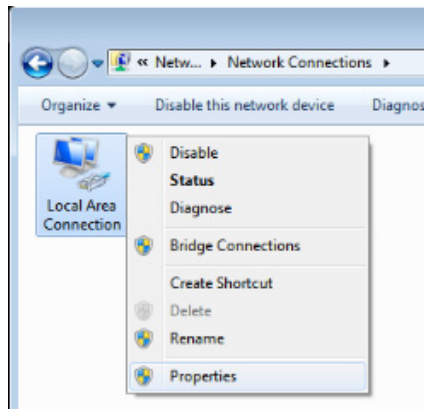 « Netw... ▸ Network Connections ▸
Organize ▾ Disable this network device Diagnos
Local Area
Connection
Disable
Status
Diagnose
Bridge Connections
Create Shortcut
Delete
Rename
Properties